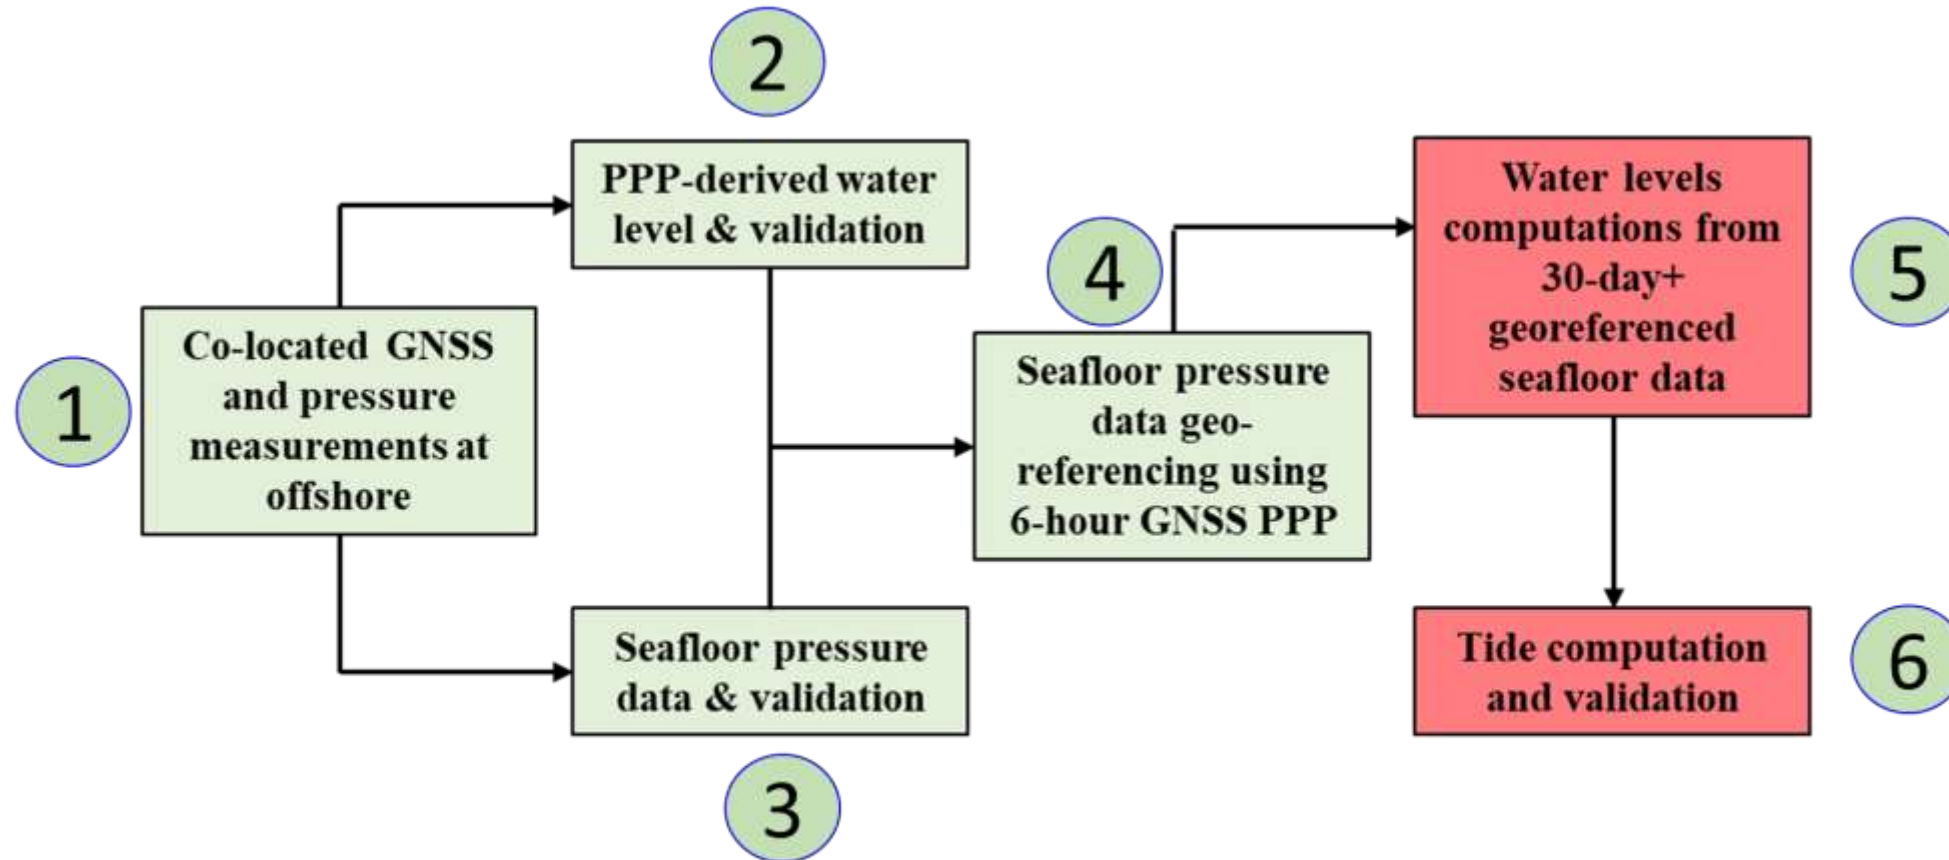 1
Co-located GNSS
and pressure
measurements at
offshore
2
PPP-derived water
level & validation
3
Seafloor pressure
data & validation
4
Seafloor pressure
data geo-
referencing using
6-hour GNSS PPP
5
Water levels
computations from
30-day+
georeferenced
seafloor data
6
Tide computation
and validation